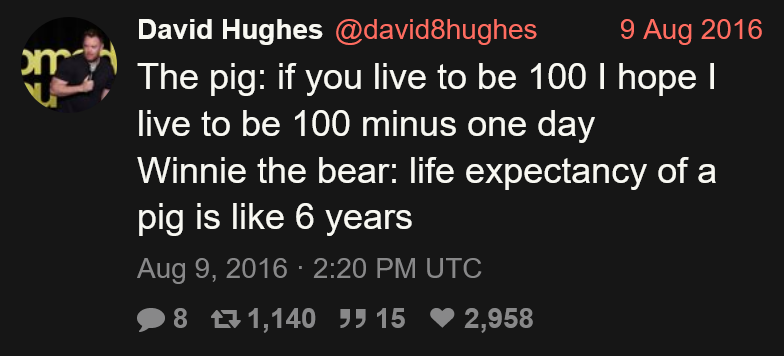 David Hughes @david8hughes 9 Aug 2016
The pig: if you live to be 100 I hope I
live to be 100 minus one day
Winnie the bear: life expectancy of a
pig is like 6 years
Aug 9, 2016 · 2:20 PM UTC
8 1,140 15 2,958